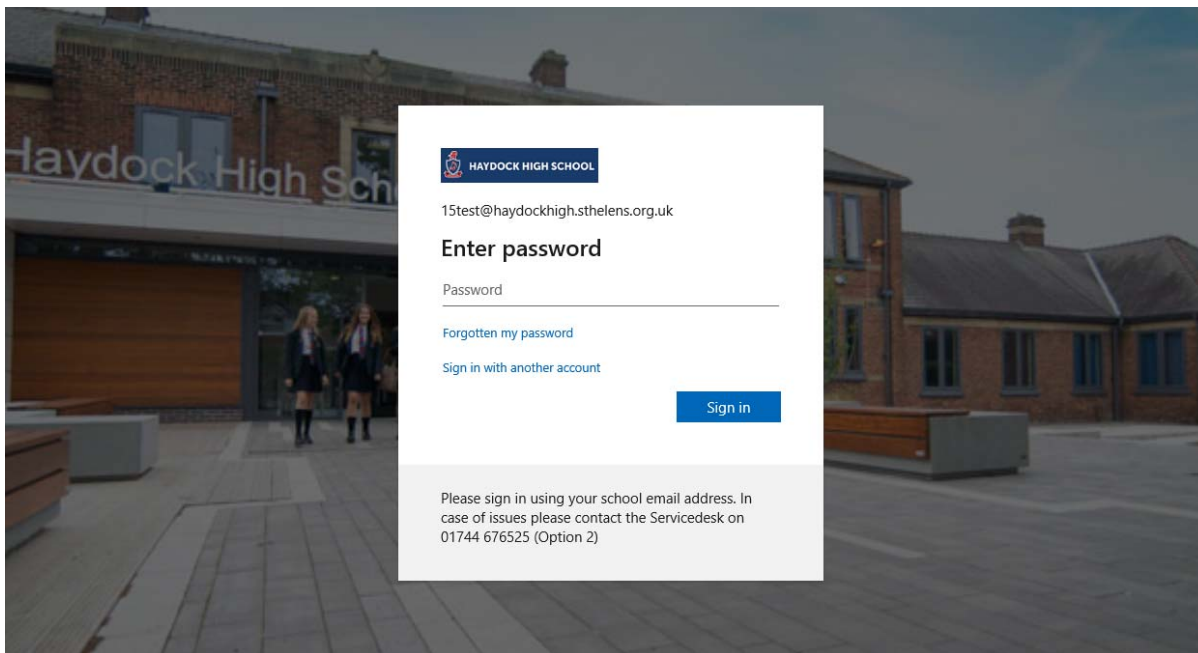 Haydock High Sch
HAYDOCK HIGH SCHOOL
15test@haydockhigh.sthelens.org.uk
Enter password
Password
Forgotten my password
Sign in with another account
Sign in
Please sign in using your school email address. In
case of issues please contact the Servicedesk on
01744 676525 (Option 2)